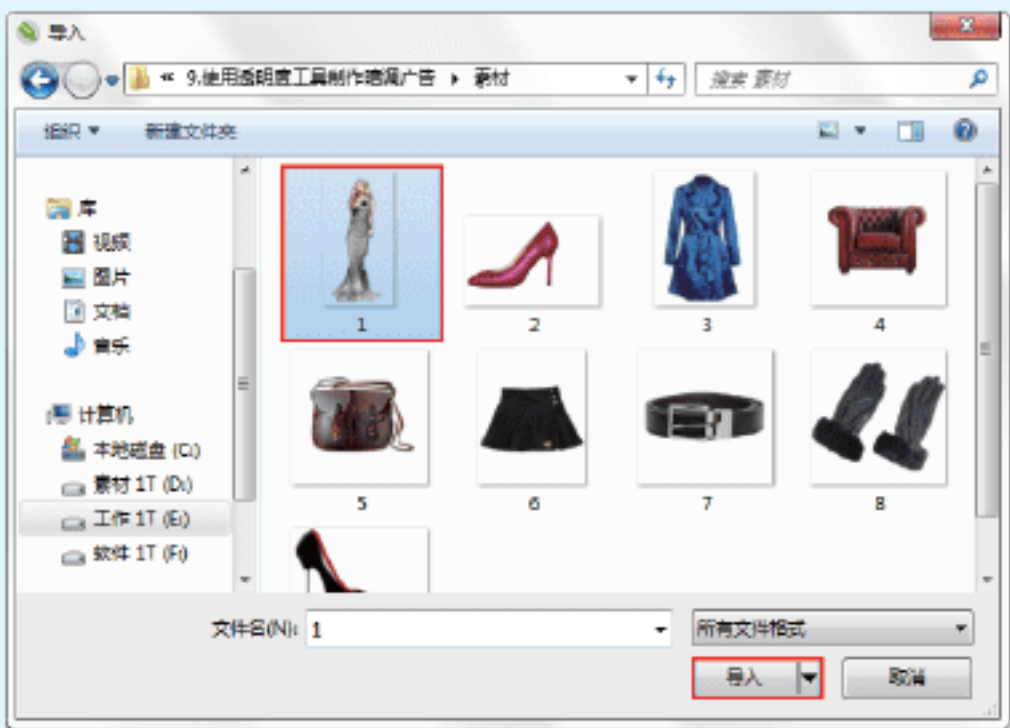 导入
« 9.使用透明度工具制作暗调广告 ▸ 素材
搜索 素材
组织
新建文件夹
库
视频
图片
文档
音乐
计算机
本地磁盘 (C:)
素材 1T (D:)
工作 1T (E:)
软件 1T (F:)
1
2
3
4
5
6
7
8
文件名(N): 1
所有文件格式
导入
取消